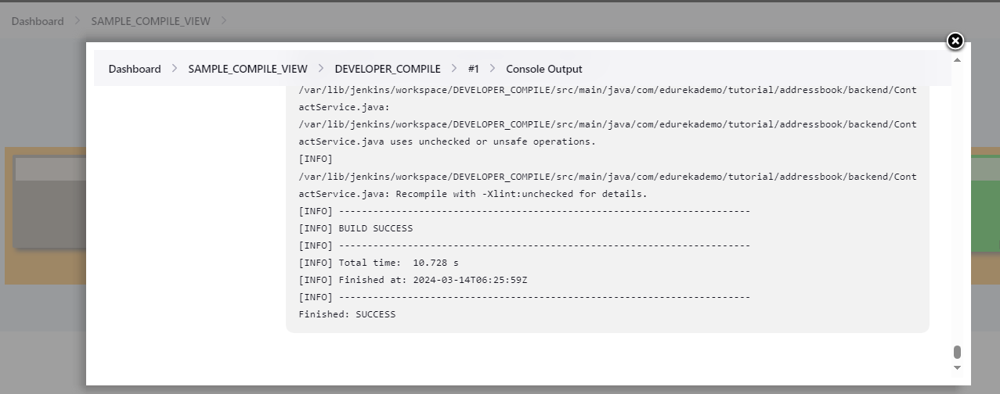 Dashboard > SAMPLE_COMPILE_VIEW >
Dashboard > SAMPLE_COMPILE_VIEW > DEVELOPER_COMPILE > #1 > Console Output
/var/lib/jenkins/workspace/DEVELOPER_COMPILE/src/main/java/com/edurekademo/tutorial/addressbook/backend/Cont
actService.java:
/var/lib/jenkins/workspace/DEVELOPER_COMPILE/src/main/java/com/edurekademo/tutorial/addressbook/backend/Cont
actService.java uses unchecked or unsafe operations.
[INFO]
/var/lib/jenkins/workspace/DEVELOPER_COMPILE/src/main/java/com/edurekademo/tutorial/addressbook/backend/Cont
actService.java: Recompile with -Xlint:unchecked for details.
[INFO] ------------------------------------------------------------------------
[INFO] BUILD SUCCESS
[INFO] ------------------------------------------------------------------------
[INFO] Total time:  10.728 s
[INFO] Finished at: 2024-03-14T06:25:59Z
[INFO] ------------------------------------------------------------------------
Finished: SUCCESS